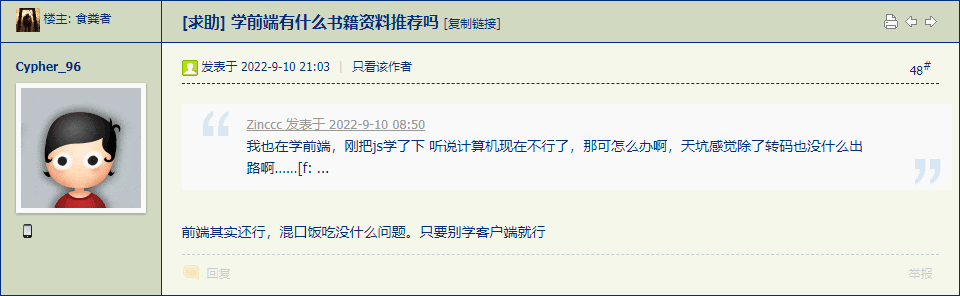 楼主: 食粪者
[求助] 学前端有什么书籍资料推荐吗 [复制链接]
Cypher_96
发表于 2022-9-10 21:03 | 只看该作者
48#
Zinccc 发表于 2022-9-10 08:50
我也在学前端，刚把js学了下 听说计算机现在不行了，那可怎么办啊，天坑感觉除了转码也没什么出
路啊......[f: ...
前端其实还行，混口饭吃没什么问题。只要别学客户端就行
回复
举报